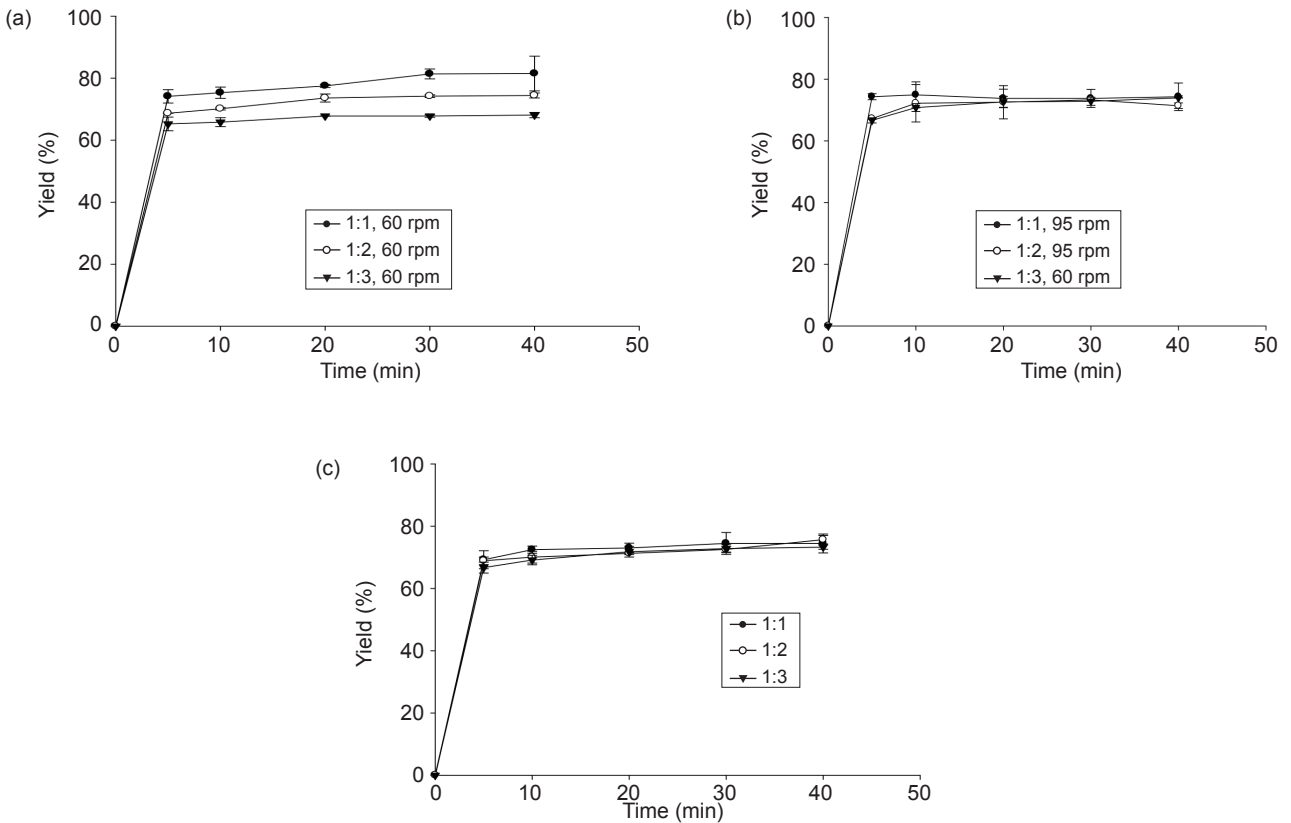 (a)
100
80
60
40
20
0
Yield (%)
1:1, 60 rpm
1:2, 60 rpm
1:3, 60 rpm
0 10 20 30 40 50
Time (min)
(b)
100
80
60
40
20
0
Yield (%)
1:1, 95 rpm
1:2, 95 rpm
1:3, 60 rpm
0 10 20 30 40 50
Time (min)
(c)
100
80
60
40
20
0
Yield (%)
1:1
1:2
1:3
0 10 20 30 40 50
Time (min)